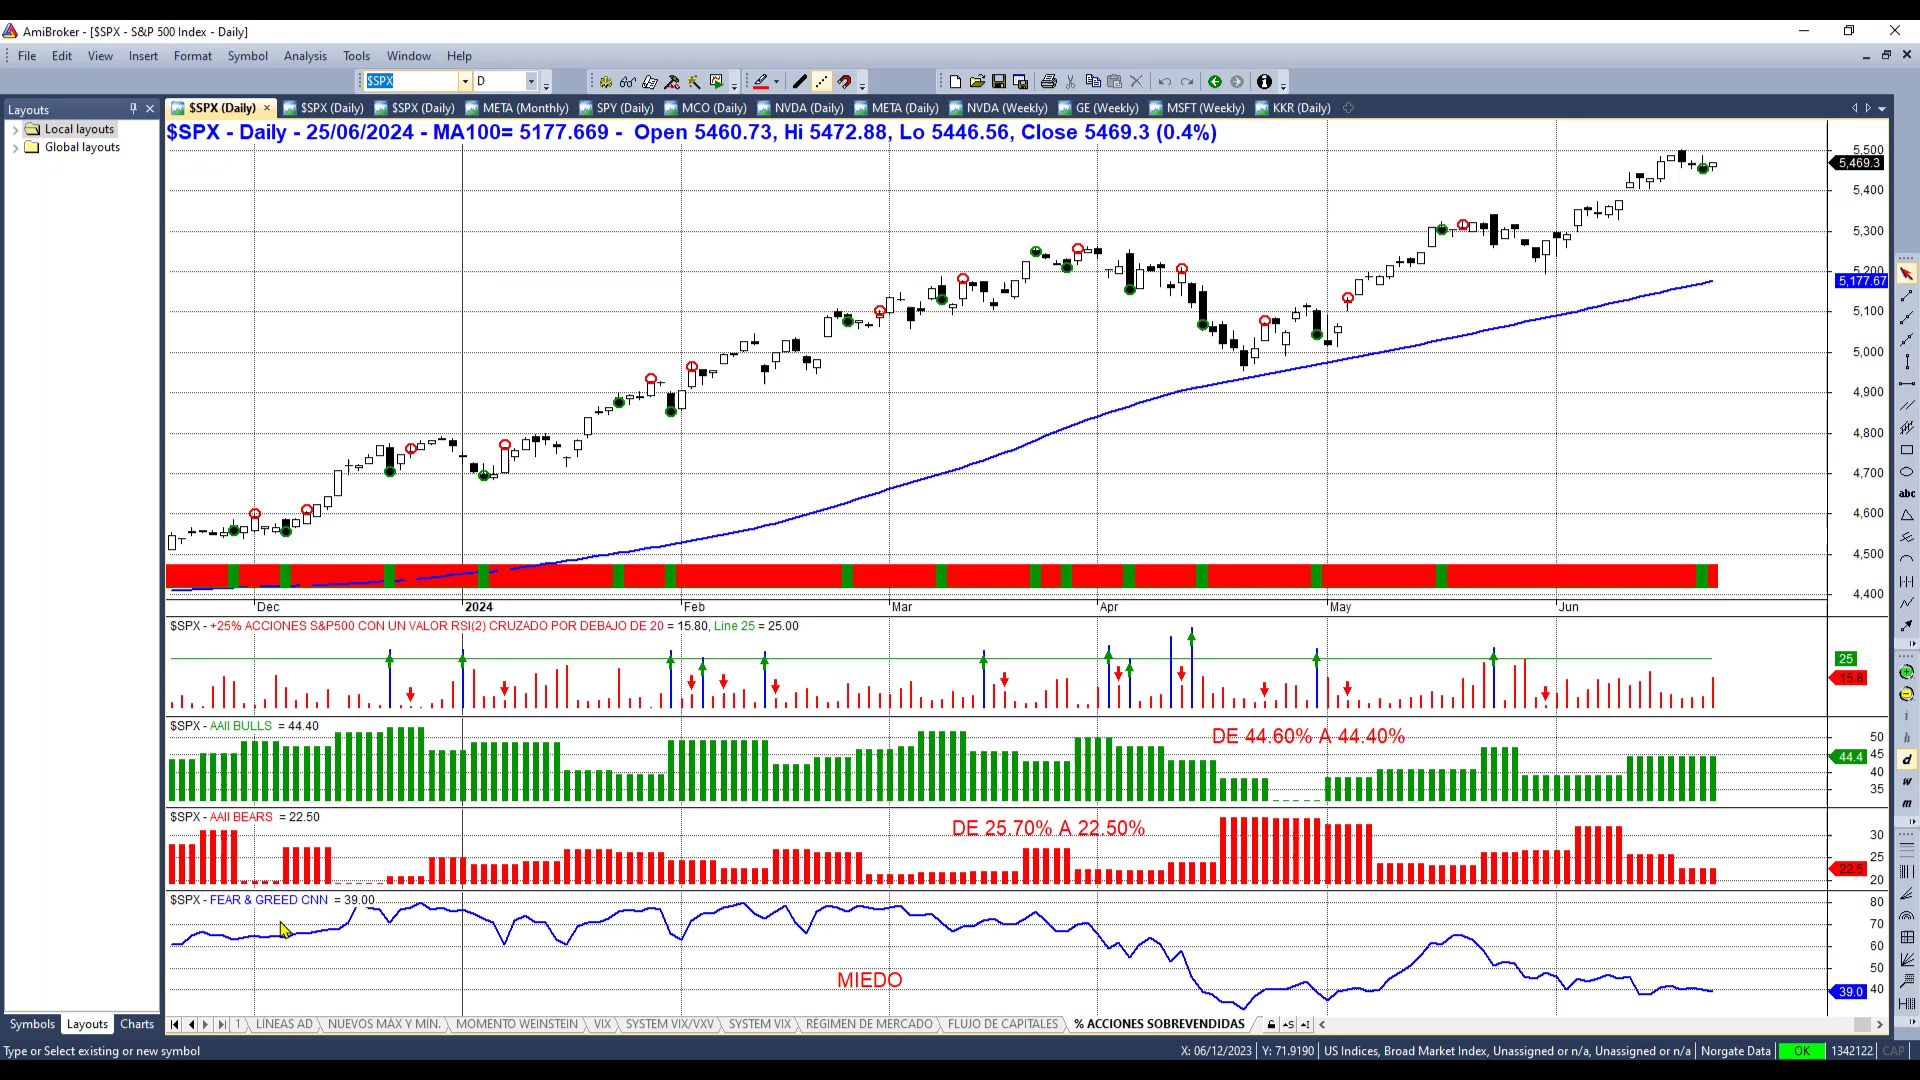 AmiBroker - [$SPX - S&P 500 Index - Daily]
File Edit View Insert Format Symbol Analysis Tools Window Help
$SPX D
Layouts
Local layouts
Global layouts
$SPX (Daily) $SPX (Daily) $SPX (Daily) META (Monthly) SPY (Daily) MCO (Daily) NVDA (Daily) META (Daily) NVDA (Weekly) GE (Weekly) MSFT (Weekly) KKR (Daily)
$SPX - Daily - 25/06/2024 - MA100= 5177.669 - Open 5460.73, Hi 5472.88, Lo 5446.56, Close 5469.3 (0.4%)
5,500
5,469.3
5,400
5,300
5,200
5,177.67
5,100
5,000
4,900
4,800
4,700
4,600
4,500
4,400
Dec 2024 Feb Mar Apr May Jun
$SPX - +25% ACCIONES S&P500 CON UN VALOR RSI(2) CRUZADO POR DEBAJO DE 20 = 15.80, Line 25 = 25.00
25
15.8
$SPX - AAII BULLS = 44.40
DE 44.60% A 44.40%
50
45
44.4
40
35
$SPX - AAII BEARS = 22.50
DE 25.70% A 22.50%
30
25
22.5
20
$SPX - FEAR & GREED CNN = 39.00
MIEDO
80
70
60
50
40
39.0
abc
d
w
m
Symbols Layouts Charts
1 LINEAS AD NUEVOS MAX Y MIN. MOMENTO WEINSTEIN VIX SYSTEM VIX/VXV SYSTEM VIX RÉGIMEN DE MERCADO FLUJO DE CAPITALES % ACCIONES SOBREVENDIDAS
Type or Select existing or new symbol
X: 06/12/2023 Y: 71.9190 US Indices, Broad Market Index, Unassigned or n/a, Unassigned or n/a Norgate Data OK 1342122 CAP